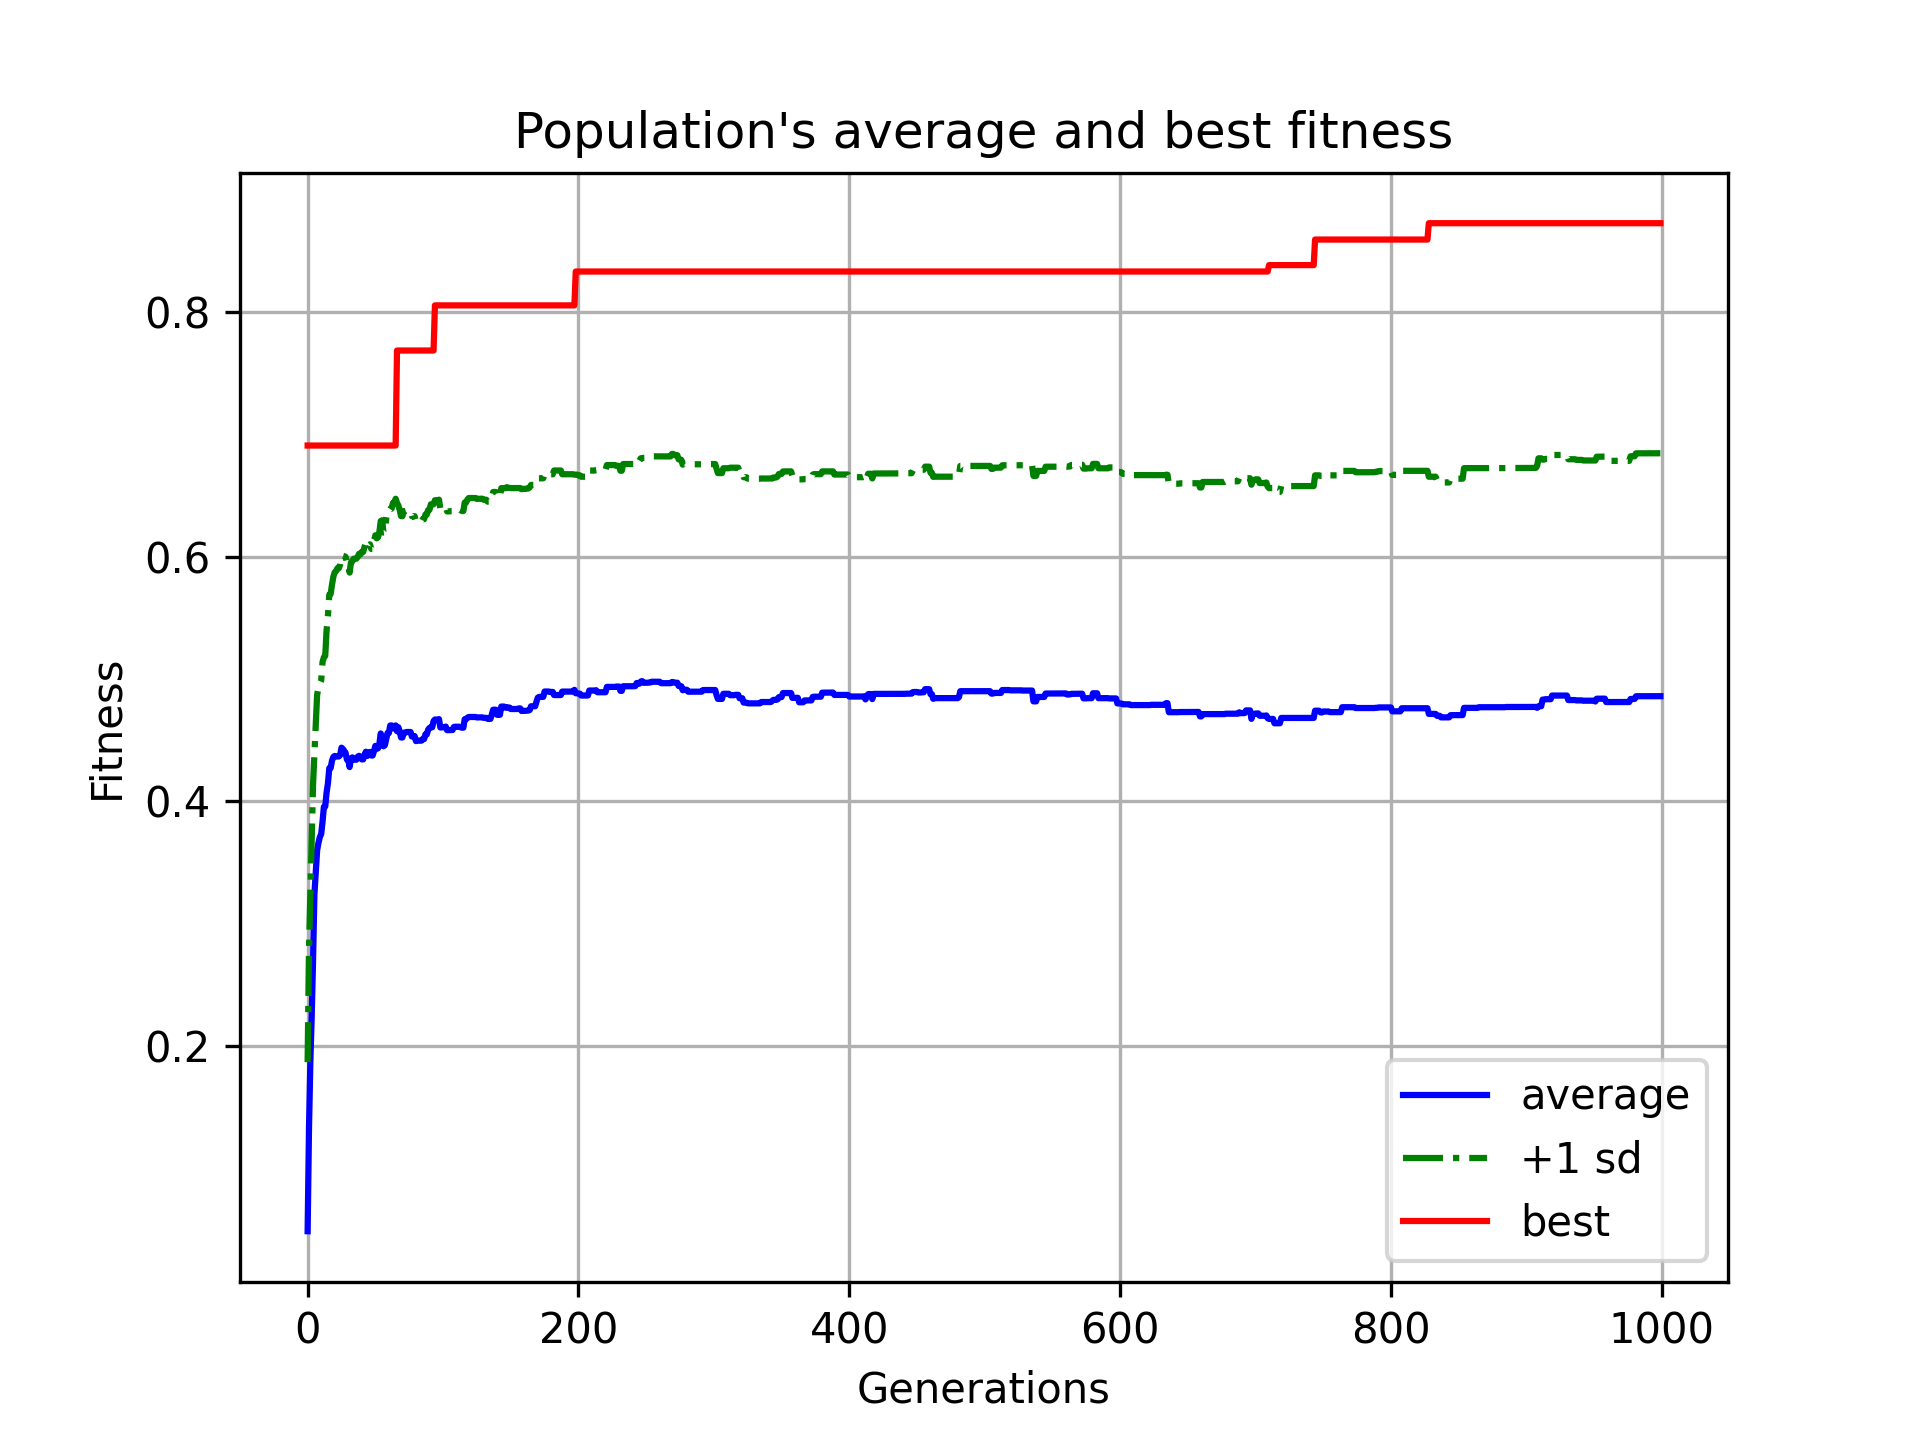 Population's average and best fitness
Fitness
0.8
0.6
0.4
0.2
0 200 400 600 800 1000
Generations
average
+1 sd
best